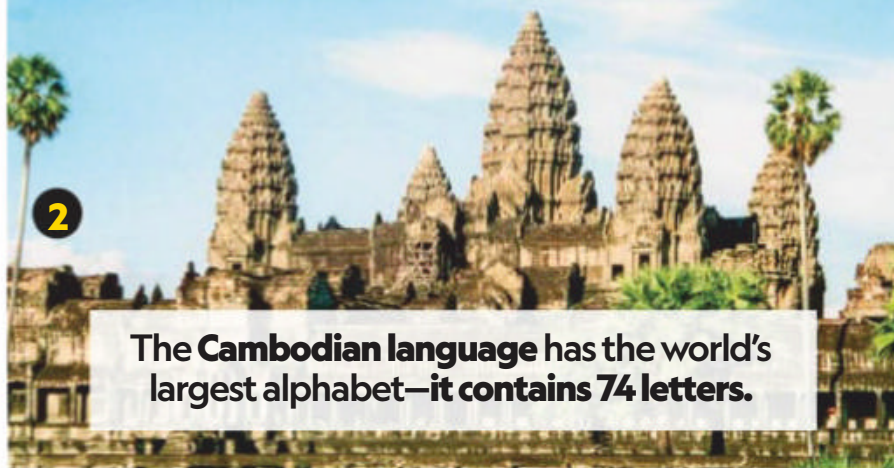 2
The Cambodian language has the world's
largest alphabet—it contains 74 letters.